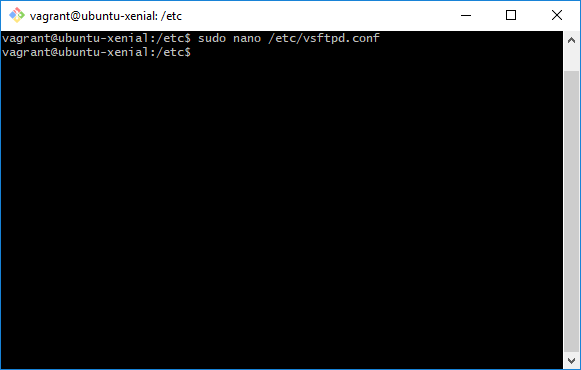 vagrant@ubuntu-xenial: /etc
vagrant@ubuntu-xenial:/etc$ sudo nano /etc/vsftpd.conf
vagrant@ubuntu-xenial:/etc$